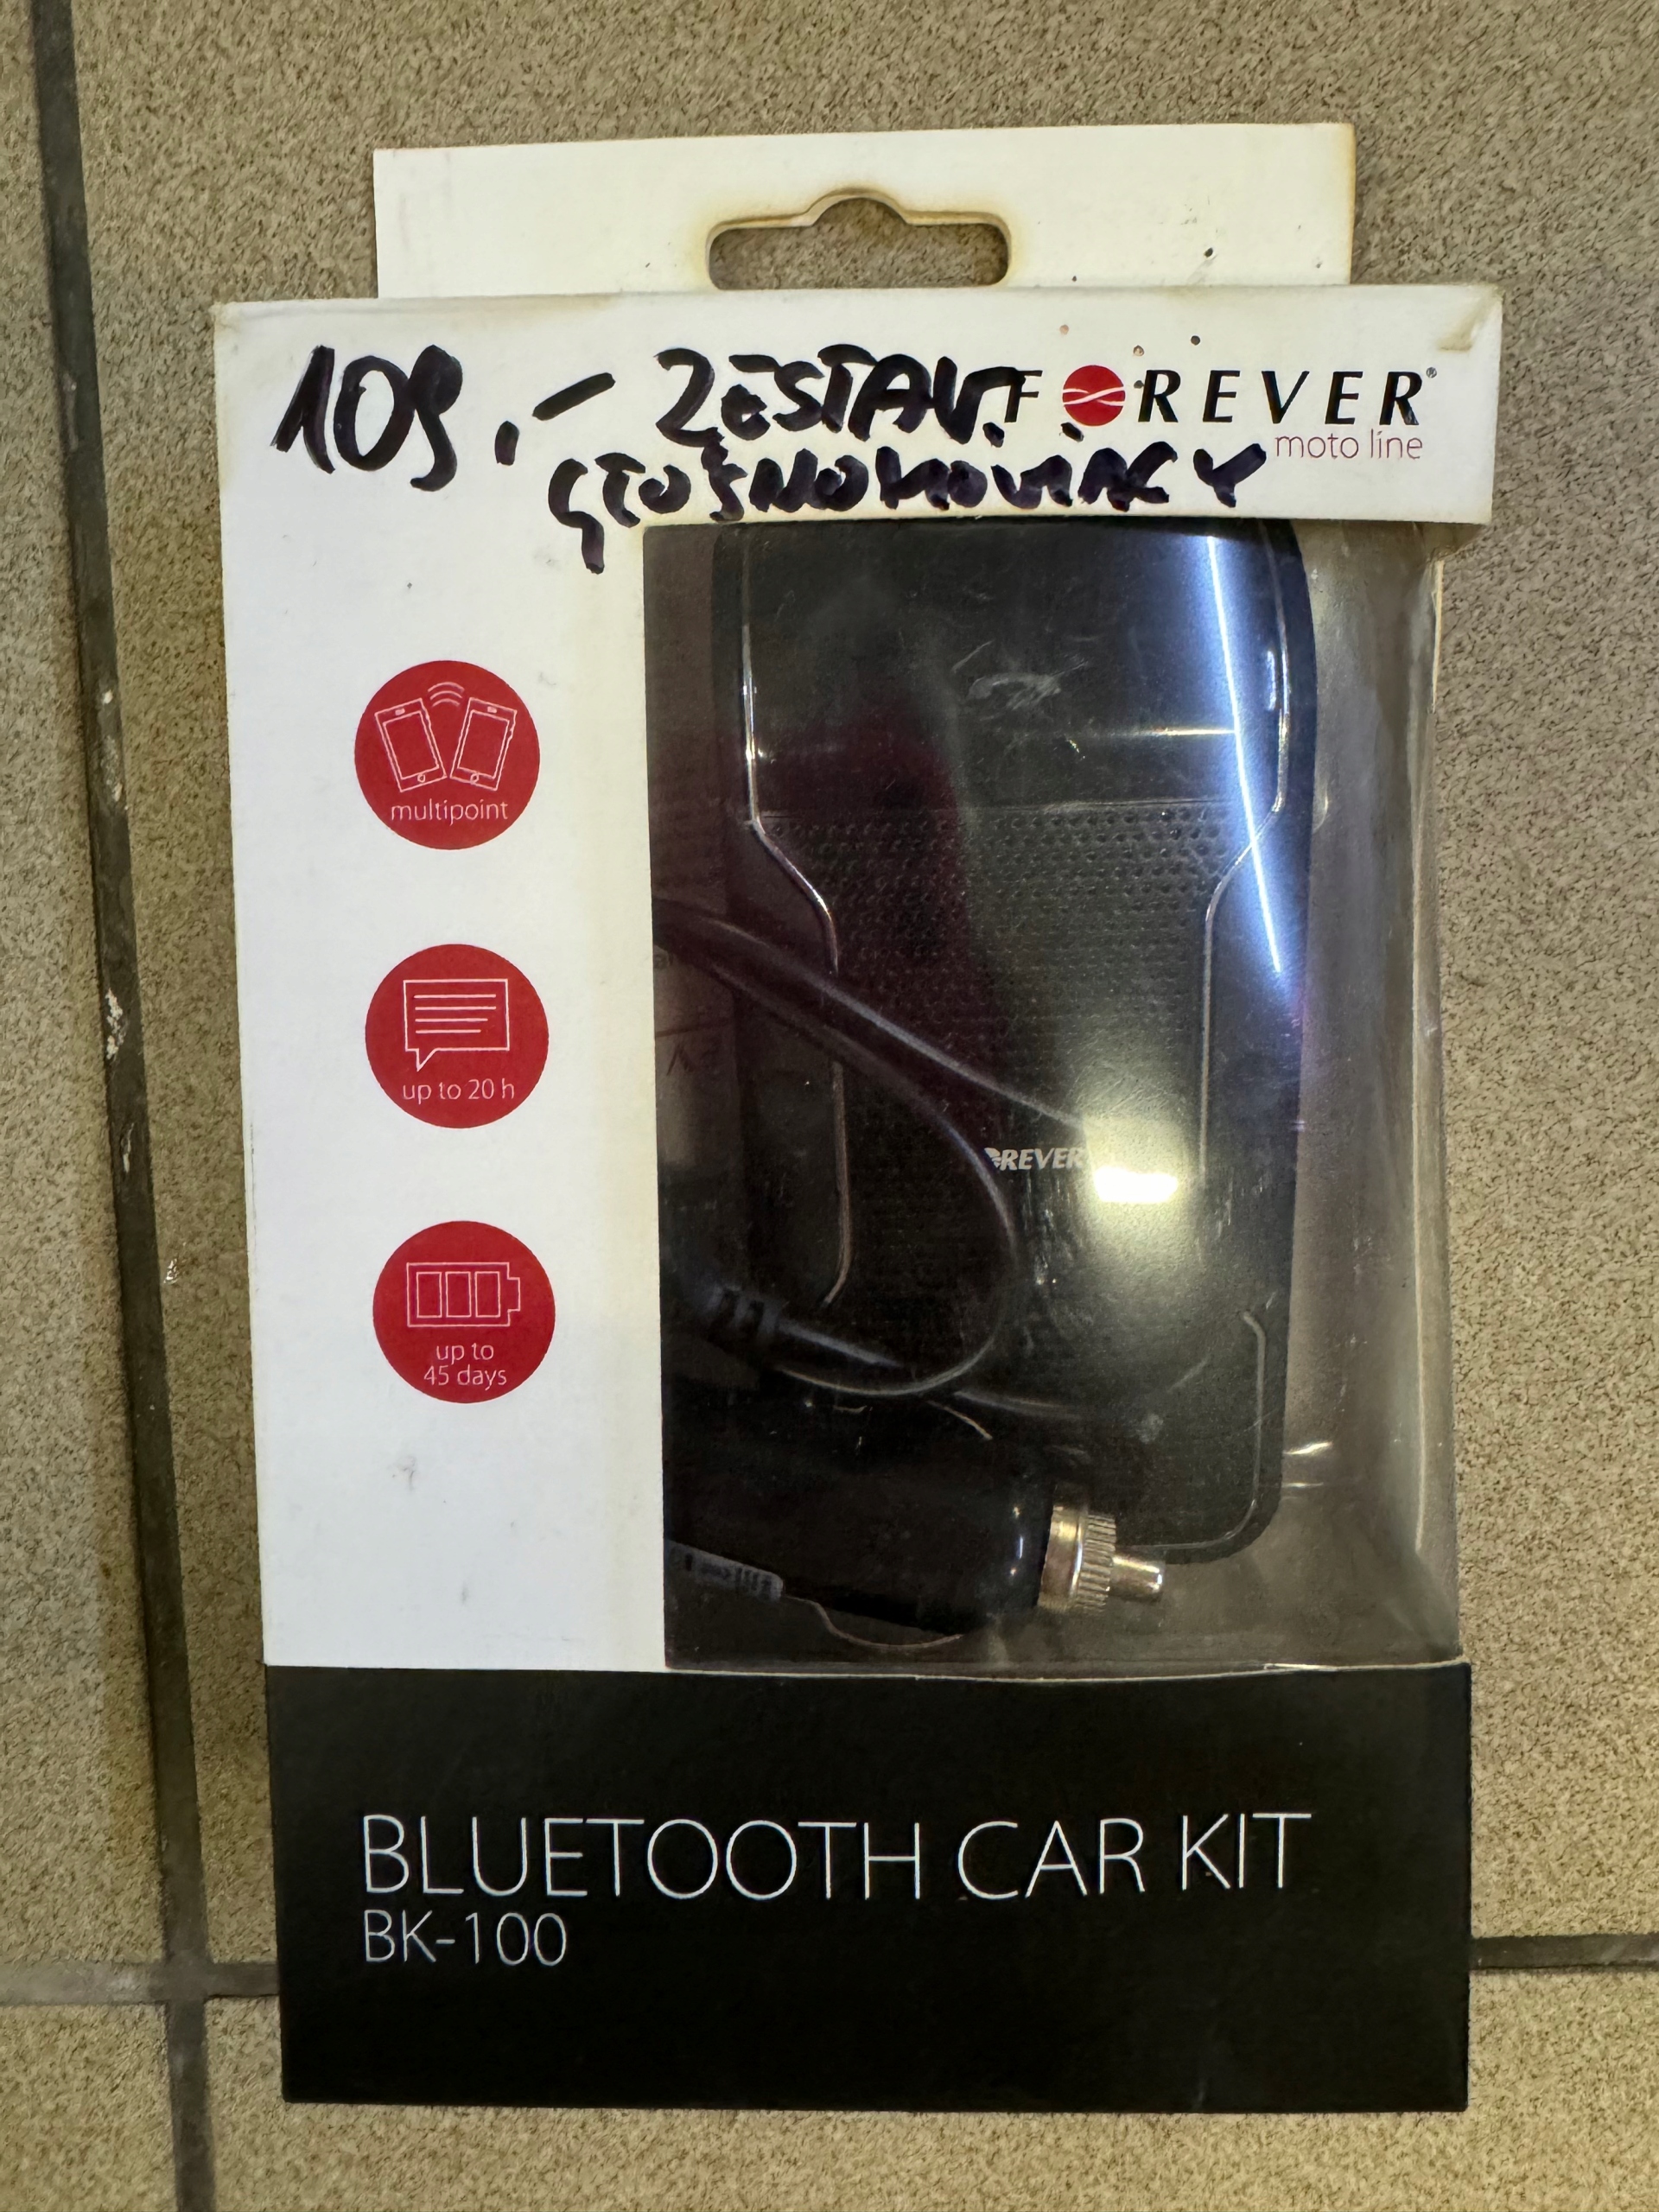 109,- ZESTAW
GŁOŚNOMÓWIĄCY
FOREVER®
moto line
multipoint
up to 20 h
up to
45 days
REVER
BLUETOOTH CAR KIT
BK-100